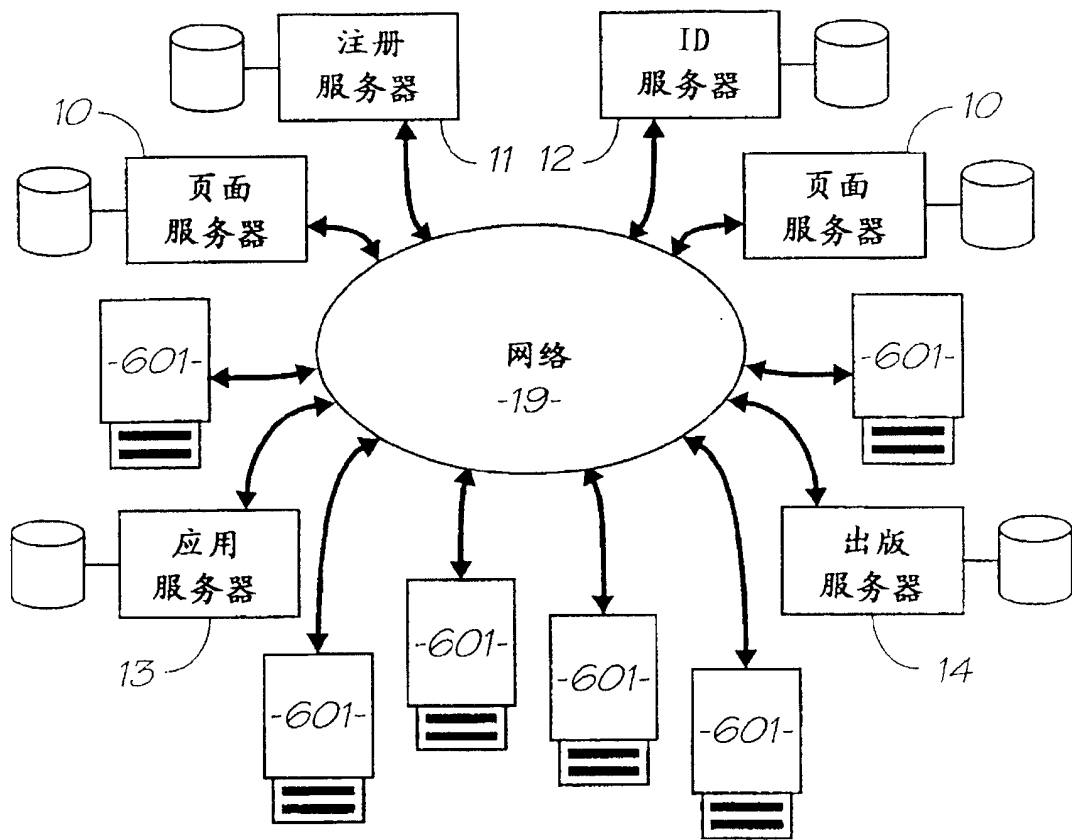 注册
服务器
ID
服务器
10
11
12
10
页面
服务器
页面
服务器
-601-
网络
-19-
-601-
应用
服务器
出版
服务器
13
-601-
-601-
-601-
-601-
14